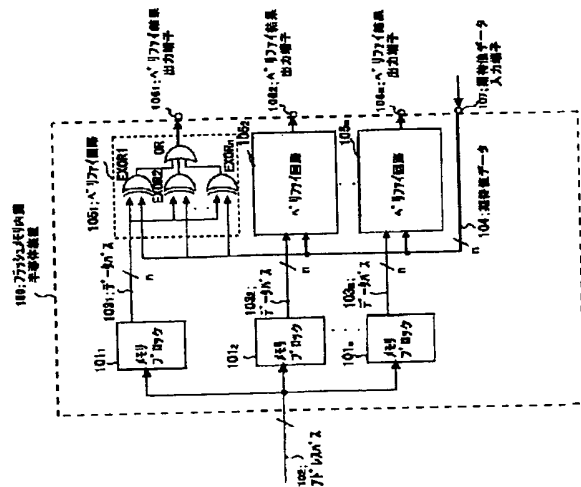 100:フラッシュメモリ内蔵
半導体装置
1051:ベリファイ回路
EXOR1
EXOR2
EXORn
OR
1061:ベリファイ結果
出力端子
1031:
データバス
n
1011
メモリ
ブロック
1052
ベリファイ回路
1062:ベリファイ結果
出力端子
1032:
データバス
n
1012
メモリ
ブロック
105m
ベリファイ回路
106m:ベリファイ結果
出力端子
103m:
データバス
n
101m
メモリ
ブロック
107:期待値データ
入力端子
104:期待値データ
n
102:
アドレスバス